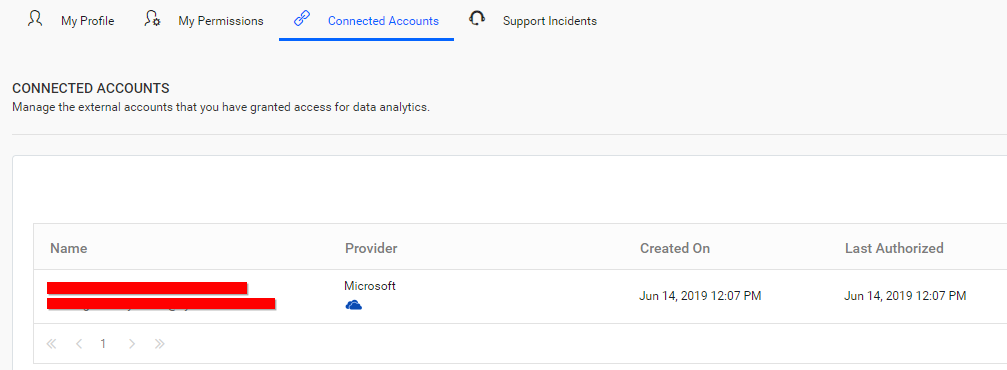 My Profile My Permissions Connected Accounts Support Incidents
CONNECTED ACCOUNTS
Manage the external accounts that you have granted access for data analytics.
Name Provider Created On Last Authorized
Microsoft
Jun 14, 2019 12:07 PM Jun 14, 2019 12:07 PM
1